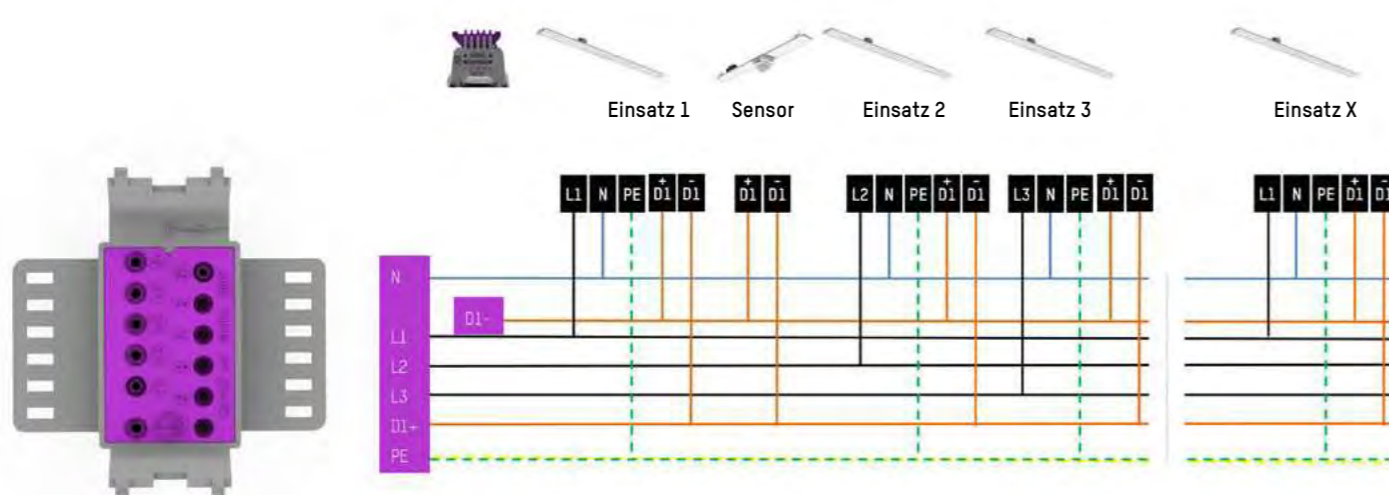 Einsatz 1 Sensor Einsatz 2 Einsatz 3 Einsatz X
L1 N PE +D1 -D1 +D1 -D1 L2 N PE +D1 -D1 L3 N PE +D1 -D1 L1 N PE +D1 -D1
N
D1-
L1
L2
L3
D1+
PE